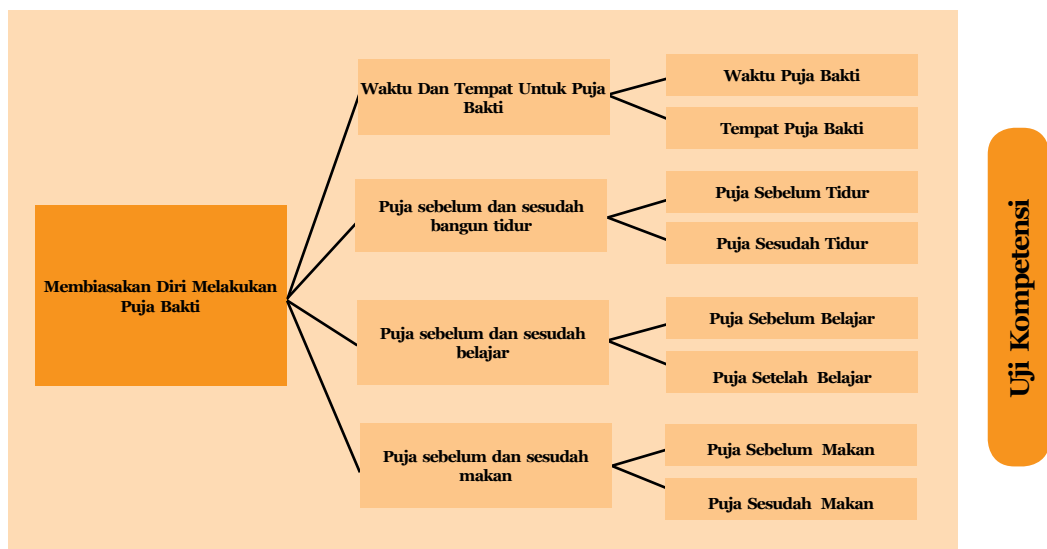 Membiasakan Diri Melakukan
Puja Bakti
Waktu Dan Tempat Untuk Puja
Bakti
Waktu Puja Bakti
Tempat Puja Bakti
Puja sebelum dan sesudah
bangun tidur
Puja Sebelum Tidur
Puja Sesudah Tidur
Puja sebelum dan sesudah
belajar
Puja Sebelum Belajar
Puja Setelah Belajar
Puja sebelum dan sesudah
makan
Puja Sebelum Makan
Puja Sesudah Makan
Uji Kompetensi